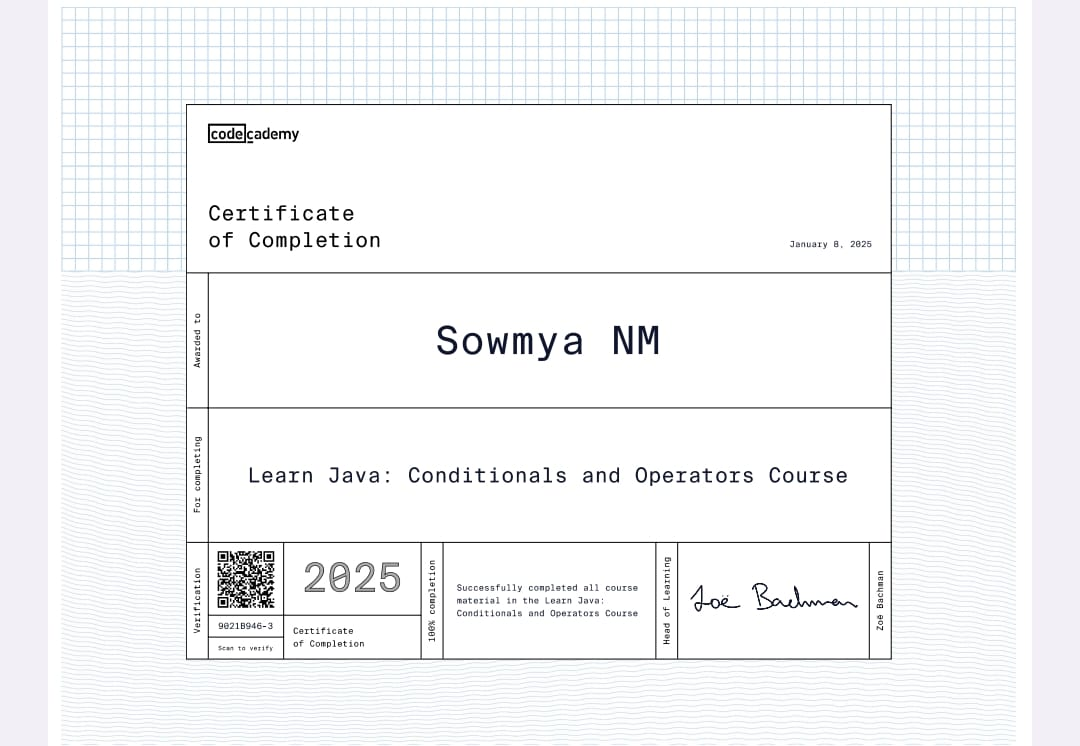 codecademy
Certificate
of Completion
January 8, 2025
Awarded to
Sowmya NM
For completing
Learn Java: Conditionals and Operators Course
Verification
9021B946-3
Scan to verify
2025
Certificate
of Completion
100% completion
Successfully completed all course
material in the Learn Java:
Conditionals and Operators Course
Head of Learning
Zoë Bachman
Zoë Bachman